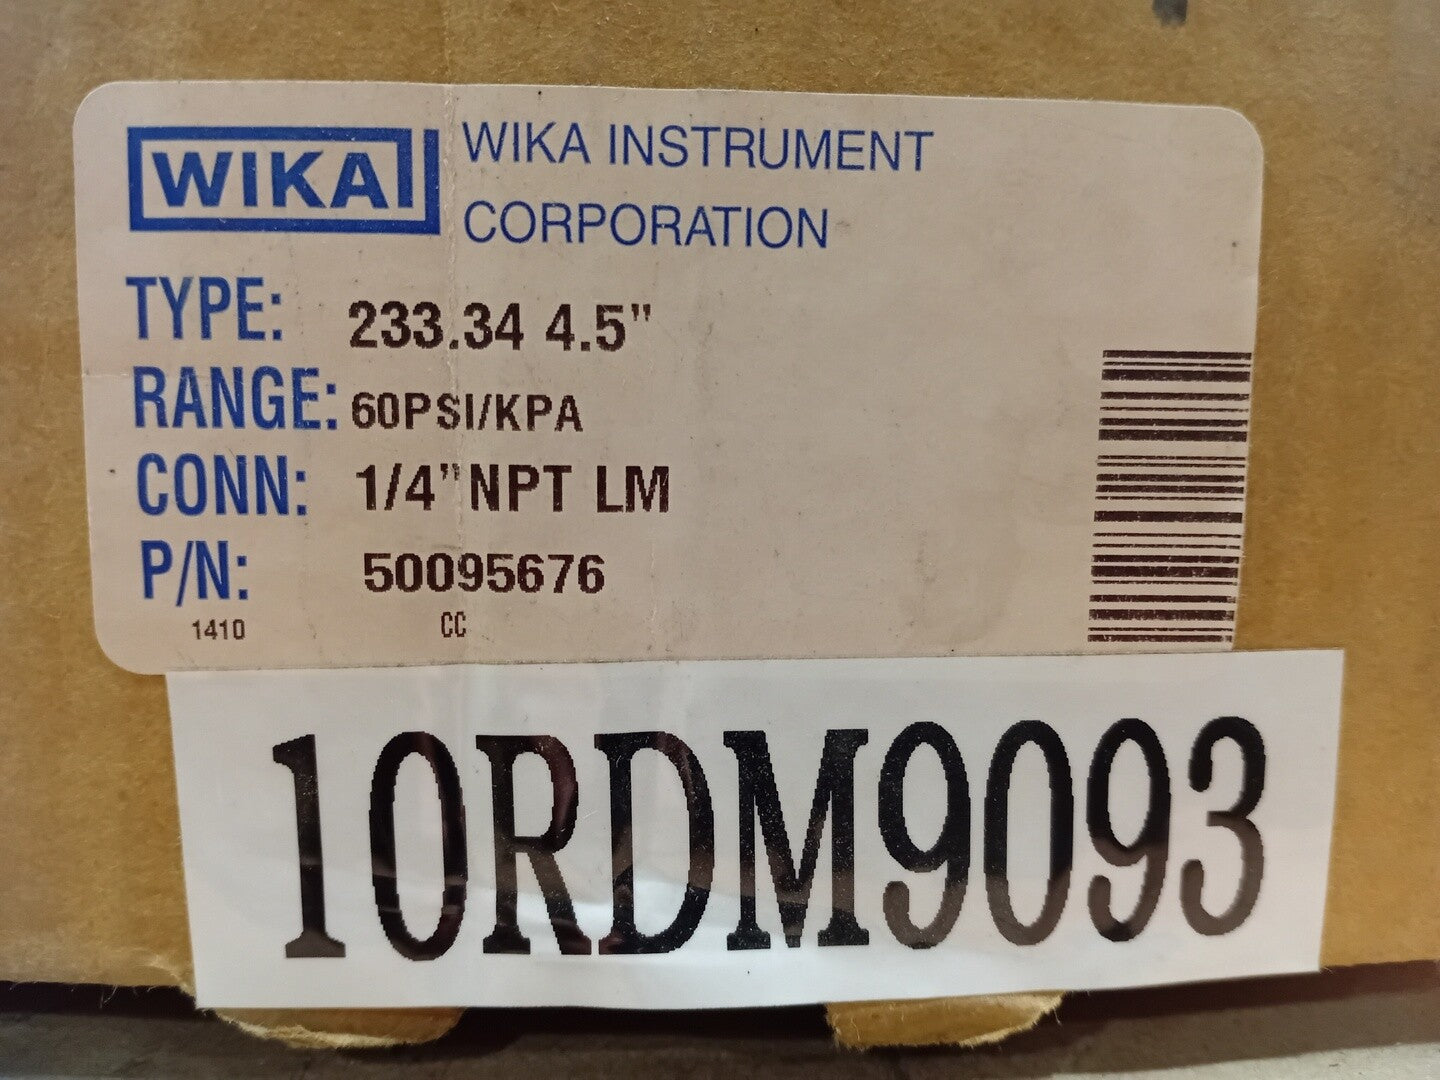 WIKA
WIKA INSTRUMENT
CORPORATION
TYPE: 233.34 4.5"
RANGE: 60PSI/KPA
CONN: 1/4"NPT LM
P/N: 50095676
1410 CC
10RDM9093